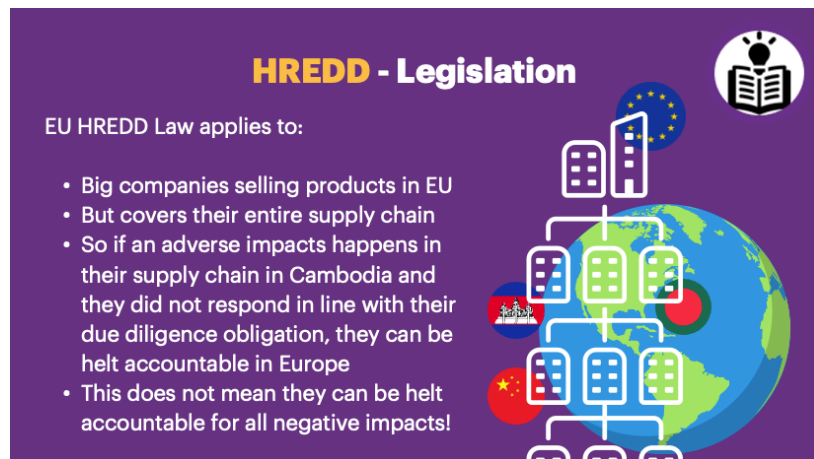 HREDD - Legislation
EU HREDD Law applies to:
• Big companies selling products in EU
• But covers their entire supply chain
• So if an adverse impacts happens in
their supply chain in Cambodia and
they did not respond in line with their
due diligence obligation, they can be
helt accountable in Europe
• This does not mean they can be helt
accountable for all negative impacts!